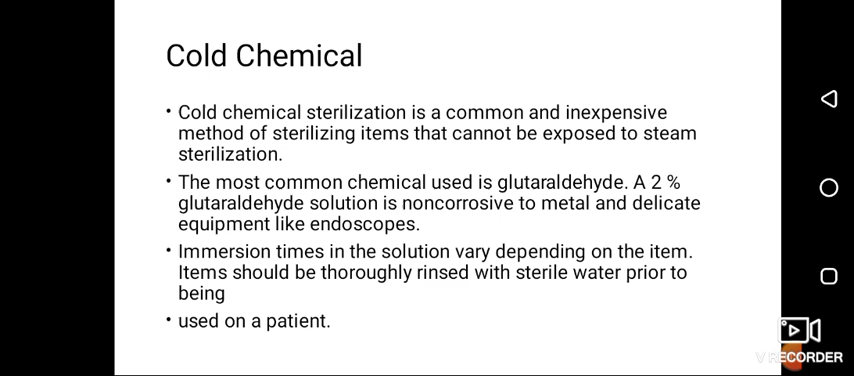 Cold Chemical
• Cold chemical sterilization is a common and inexpensive
method of sterilizing items that cannot be exposed to steam
sterilization.
• The most common chemical used is glutaraldehyde. A 2 %
glutaraldehyde solution is noncorrosive to metal and delicate
equipment like endoscopes.
• Immersion times in the solution vary depending on the item.
Items should be thoroughly rinsed with sterile water prior to
being
• used on a patient.
V RECORDER